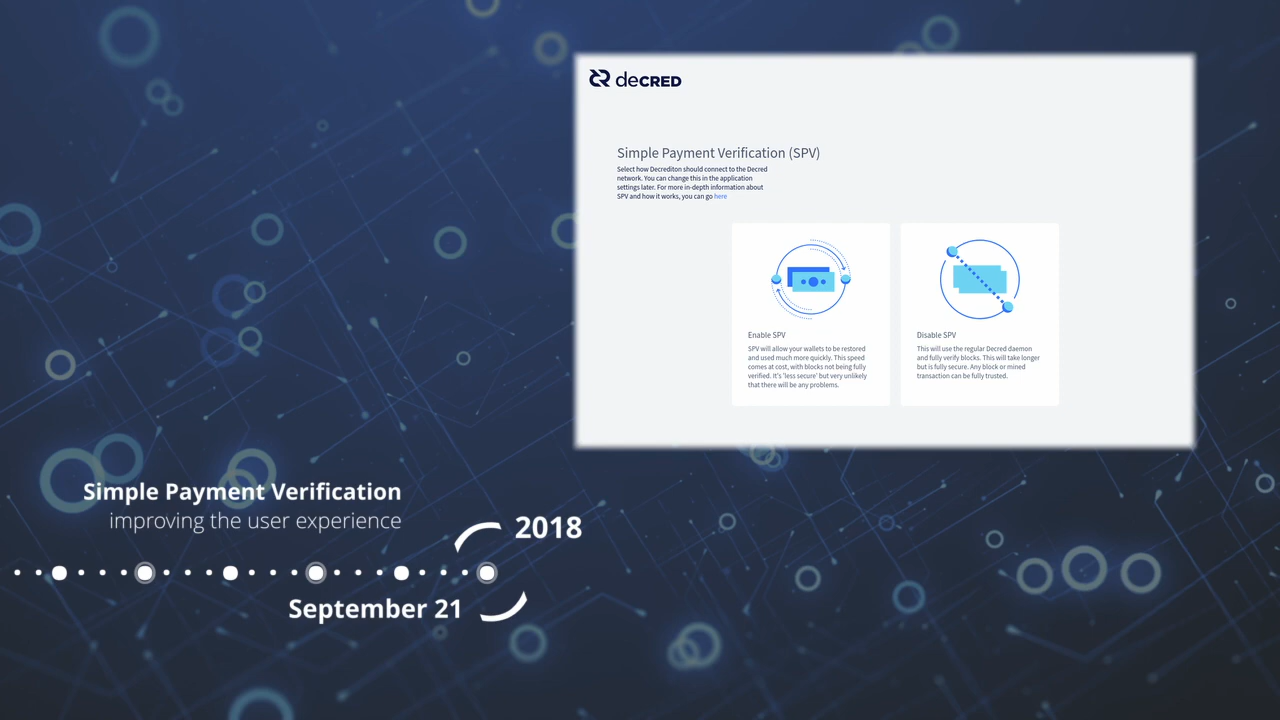 decRED
Simple Payment Verification (SPV)
Select how Decrediton should connect to the Decred
network. You can change this in the application
settings later. For more in-depth information about
SPV and how it works, you can go here
Enable SPV
SPV will allow your wallets to be restored
and used much more quickly. This speed
comes at cost, with blocks not being fully
verified. It's 'less secure' but very unlikely
that there will be any problems.
Disable SPV
This will use the regular Decred daemon
and fully verify blocks. This will take longer
but is fully secure. Any block or mined
transaction can be fully trusted.
Simple Payment Verification
improving the user experience
2018
September 21